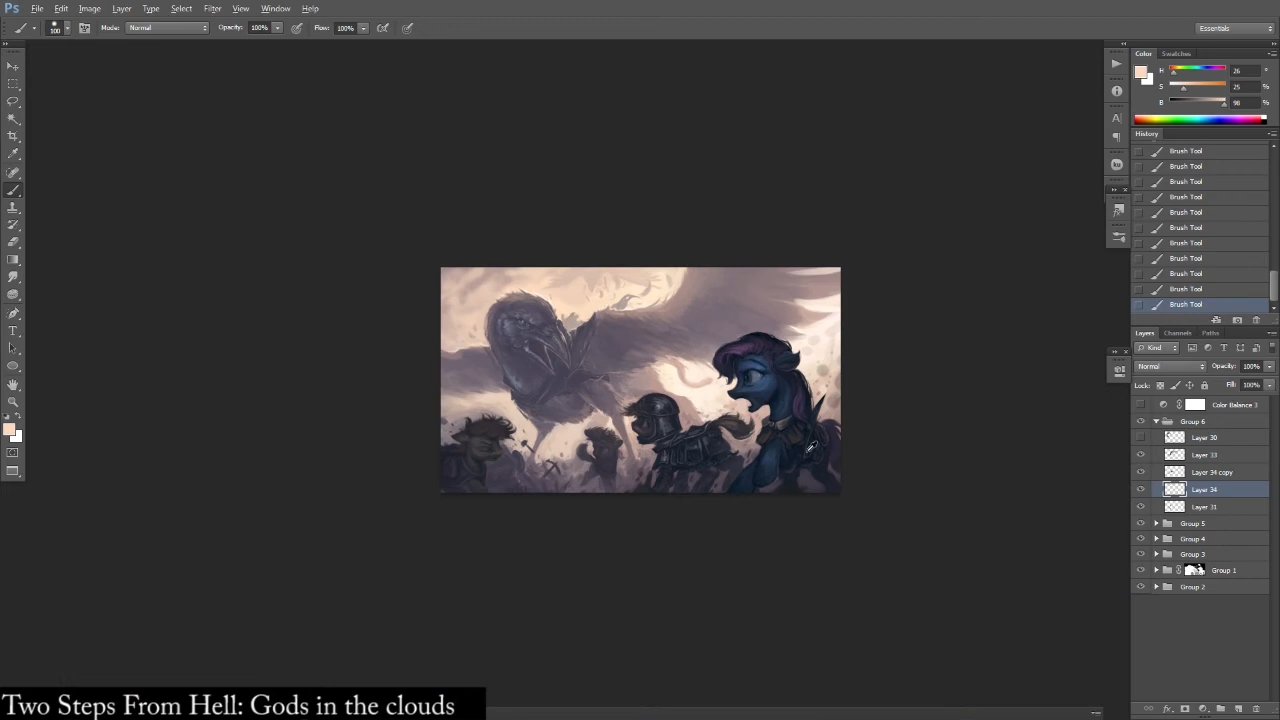 Ps File Edit Image Layer Type Select Filter View Window Help
100 Mode: Normal Opacity: 100% Flow: 100% Essentials
Color Swatches
H 26 °
S 25 %
B 98 %
History
Brush Tool
Brush Tool
Brush Tool
Brush Tool
Brush Tool
Brush Tool
Brush Tool
Brush Tool
Brush Tool
Brush Tool
Brush Tool
Layers Channels Paths
Kind
Normal Opacity: 100%
Lock: Fill: 100%
Color Balance 3
Group 6
Layer 30
Layer 33
Layer 34 copy
Layer 34
Layer 31
Group 5
Group 4
Group 3
Group 1
Group 2
Two Steps From Hell: Gods in the clouds